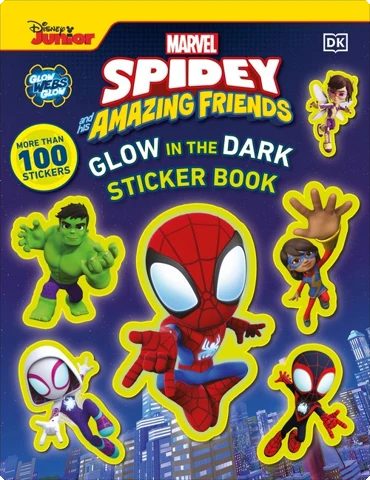 Disney
Junior
DK
MARVEL
SPIDEY
and his
AMAZING FRIENDS
GLOW
WEBS
GLOW
MORE THAN
100
STICKERS
GLOW IN THE DARK
STICKER BOOK